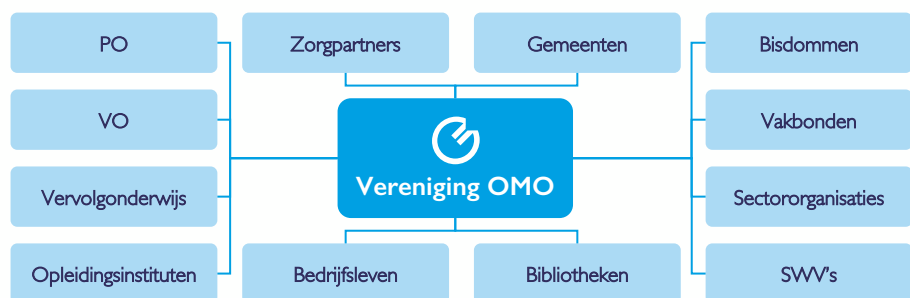 PO
Zorgpartners
Gemeenten
Bisdommen
VO
Vakbonden
Vereniging OMO
Vervolgonderwijs
Sectororganisaties
Opleidingsinstituten
Bedrijfsleven
Bibliotheken
SWV's